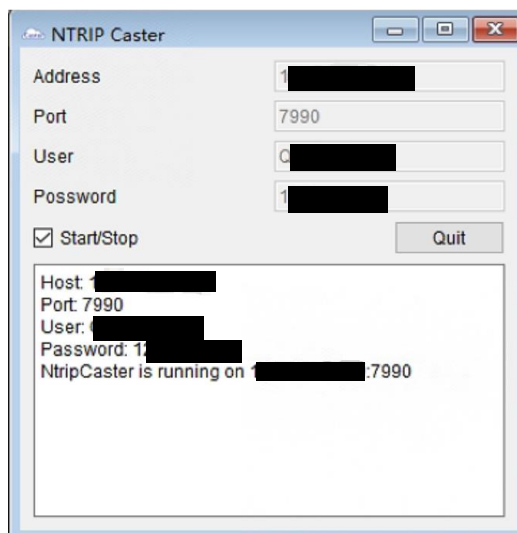 NTRIP Caster
Address 1
Port 7990
User Q
Possword 1
Start/Stop Quit
Host: 1
Port: 7990
User:
Password: 12
NtripCaster is running on 1 :7990